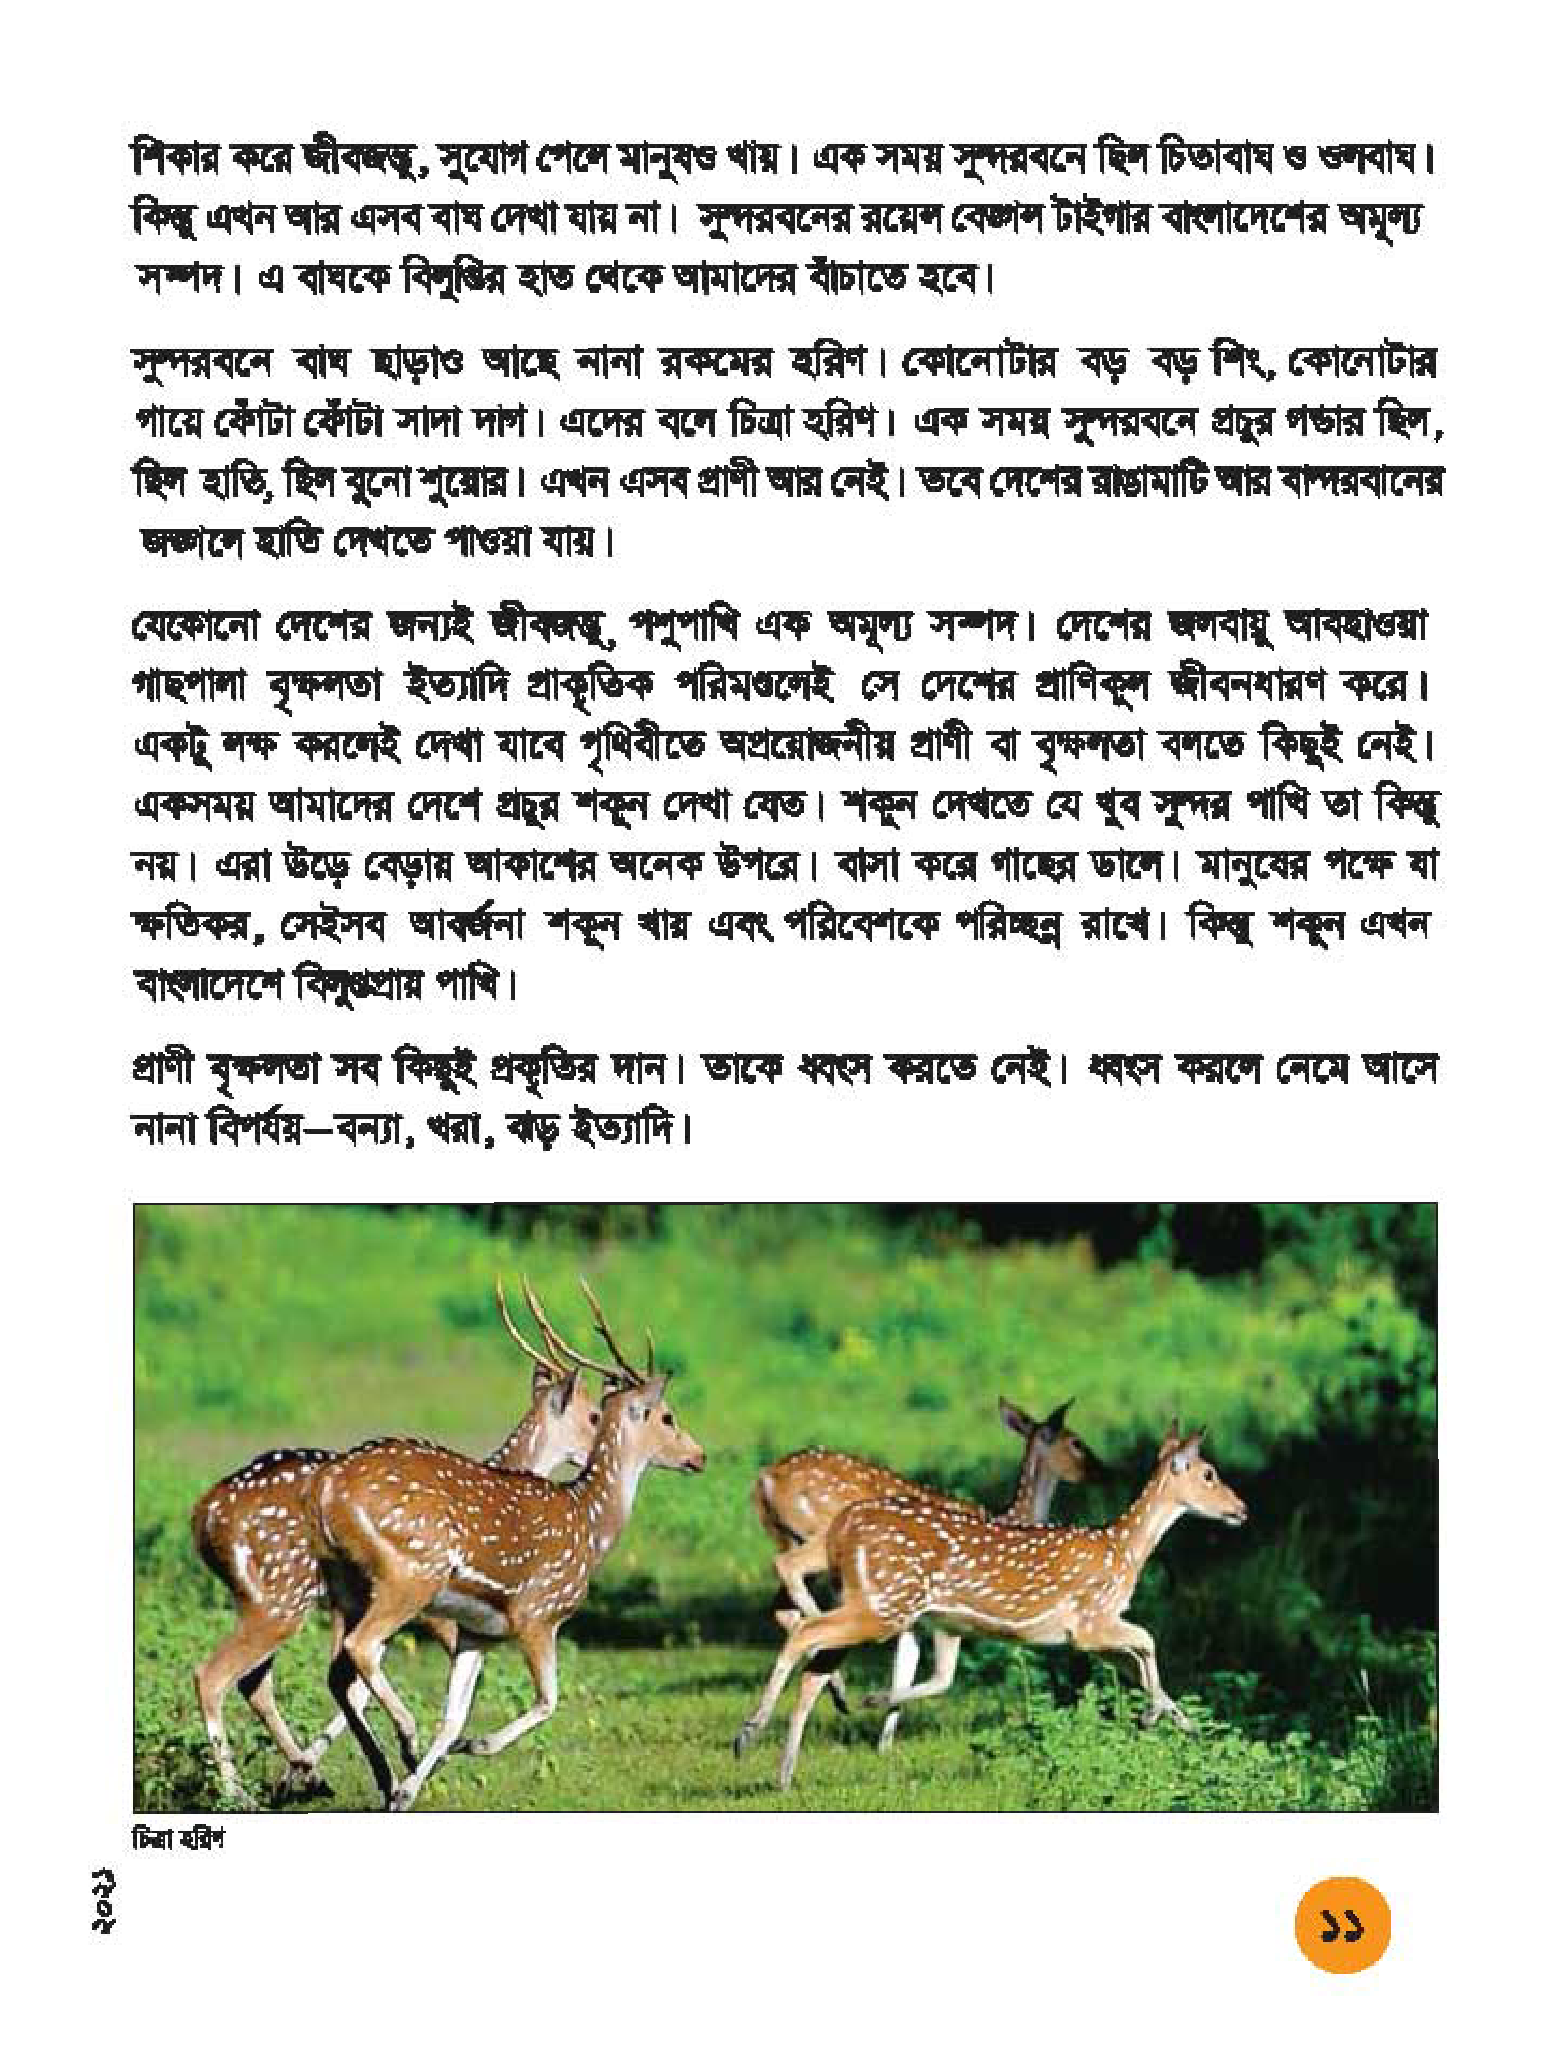 শিকার করে জীবজন্তু, সুযোগ পেলে মানুষও খায়। এক সময় সুন্দরবনে ছিল চিতাবাঘ ও ওলবাঘ।
কিন্তু এখন আর এসব বাঘ দেখা যায় না। সুন্দরবনের রয়েল বেঙ্গল টাইগার বাংলাদেশের অমূল্য
সম্পদ। এ বাঘকে বিলুপ্তির হাত থেকে আমাদের বাঁচাতে হবে।
সুন্দরবনে বাঘ ছাড়াও আছে নানা রকমের হরিণ। কোনোটার বড় বড় শিং, কোনোটার
গায়ে ফোঁটা ফোঁটা সাদা দাগ। এদের বলে চিত্রা হরিণ। এক সময় সুন্দরবনে প্রচুর গন্ডার ছিল,
ছিল হাতি, ছিল বুনো শুয়োর। এখন এসব প্রাণী আর নেই। তবে দেশের রাঙামাটি আর বান্দরবানের
জঙ্গলে হাতি দেখতে পাওয়া যায়।
যেকোনো দেশের জন্যই জীবজন্তু, পশুপাখি এক অমূল্য সম্পদ। দেশের জলবায়ু আবহাওয়া
গাছপালা বৃক্ষলতা ইত্যাদি প্রাকৃতিক পরিমণ্ডলেই সে দেশের প্রাণিকুল জীবনধারণ করে।
একটু লক্ষ করলেই দেখা যাবে পৃথিবীতে অপ্রয়োজনীয় প্রাণী বা বৃক্ষলতা বলতে কিছুই নেই।
একসময় আমাদের দেশে প্রচুর শকুন দেখা যেত। শকুন দেখতে যে খুব সুন্দর পাখি তা কিন্তু
নয়। এরা উড়ে বেড়ায় আকাশের অনেক উপরে। বাসা করে গাছের ডালে। মানুষের পক্ষে যা
ক্ষতিকর, সেইসব আবর্জনা শকুন খায় এবং পরিবেশকে পরিচ্ছন্ন রাখে। কিন্তু শকুন এখন
বাংলাদেশে বিলুপ্তপ্রায় পাখি।
প্রাণী বৃক্ষলতা সব কিছুই প্রকৃতির দান। তাকে ধ্বংস করতে নেই। ধ্বংস করলে নেমে আসে
নানা বিপর্যয়–বন্যা, খরা, ঝড় ইত্যাদি।
চিত্রা হরিণ
২০২১
১১